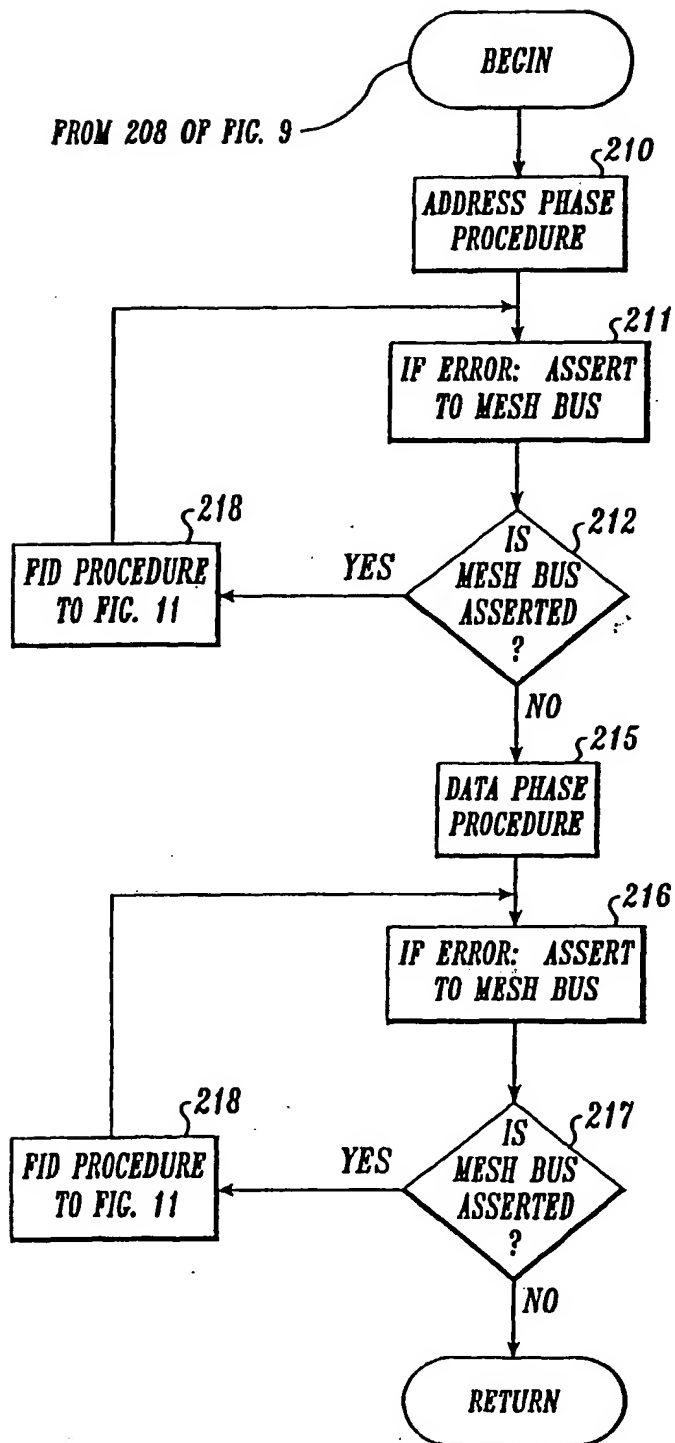 BEGIN
FROM 208 OF FIG. 9
210
ADDRESS PHASE
PROCEDURE
211
IF ERROR: ASSERT
TO MESH BUS
212
IS
MESH BUS
ASSERTED
?
YES
218
FID PROCEDURE
TO FIG. 11
NO
215
DATA PHASE
PROCEDURE
216
IF ERROR: ASSERT
TO MESH BUS
217
IS
MESH BUS
ASSERTED
?
YES
218
FID PROCEDURE
TO FIG. 11
NO
RETURN